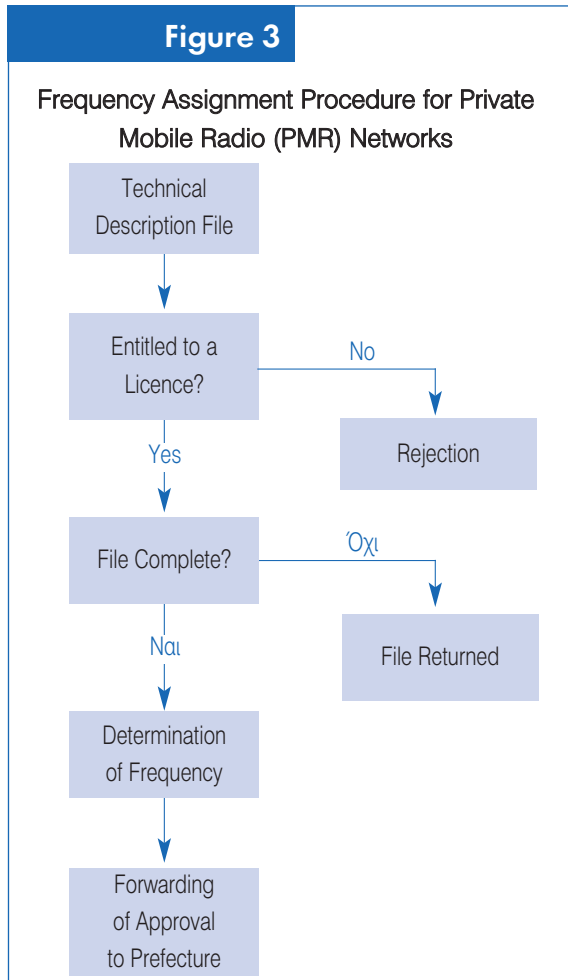 Figure 3
Frequency Assignment Procedure for Private
Mobile Radio (PMR) Networks
Technical
Description File
Entitled to a
Licence?
No
Yes
Rejection
File Complete?
Όχι
Ναι
File Returned
Determination
of Frequency
Forwarding
of Approval
to Prefecture